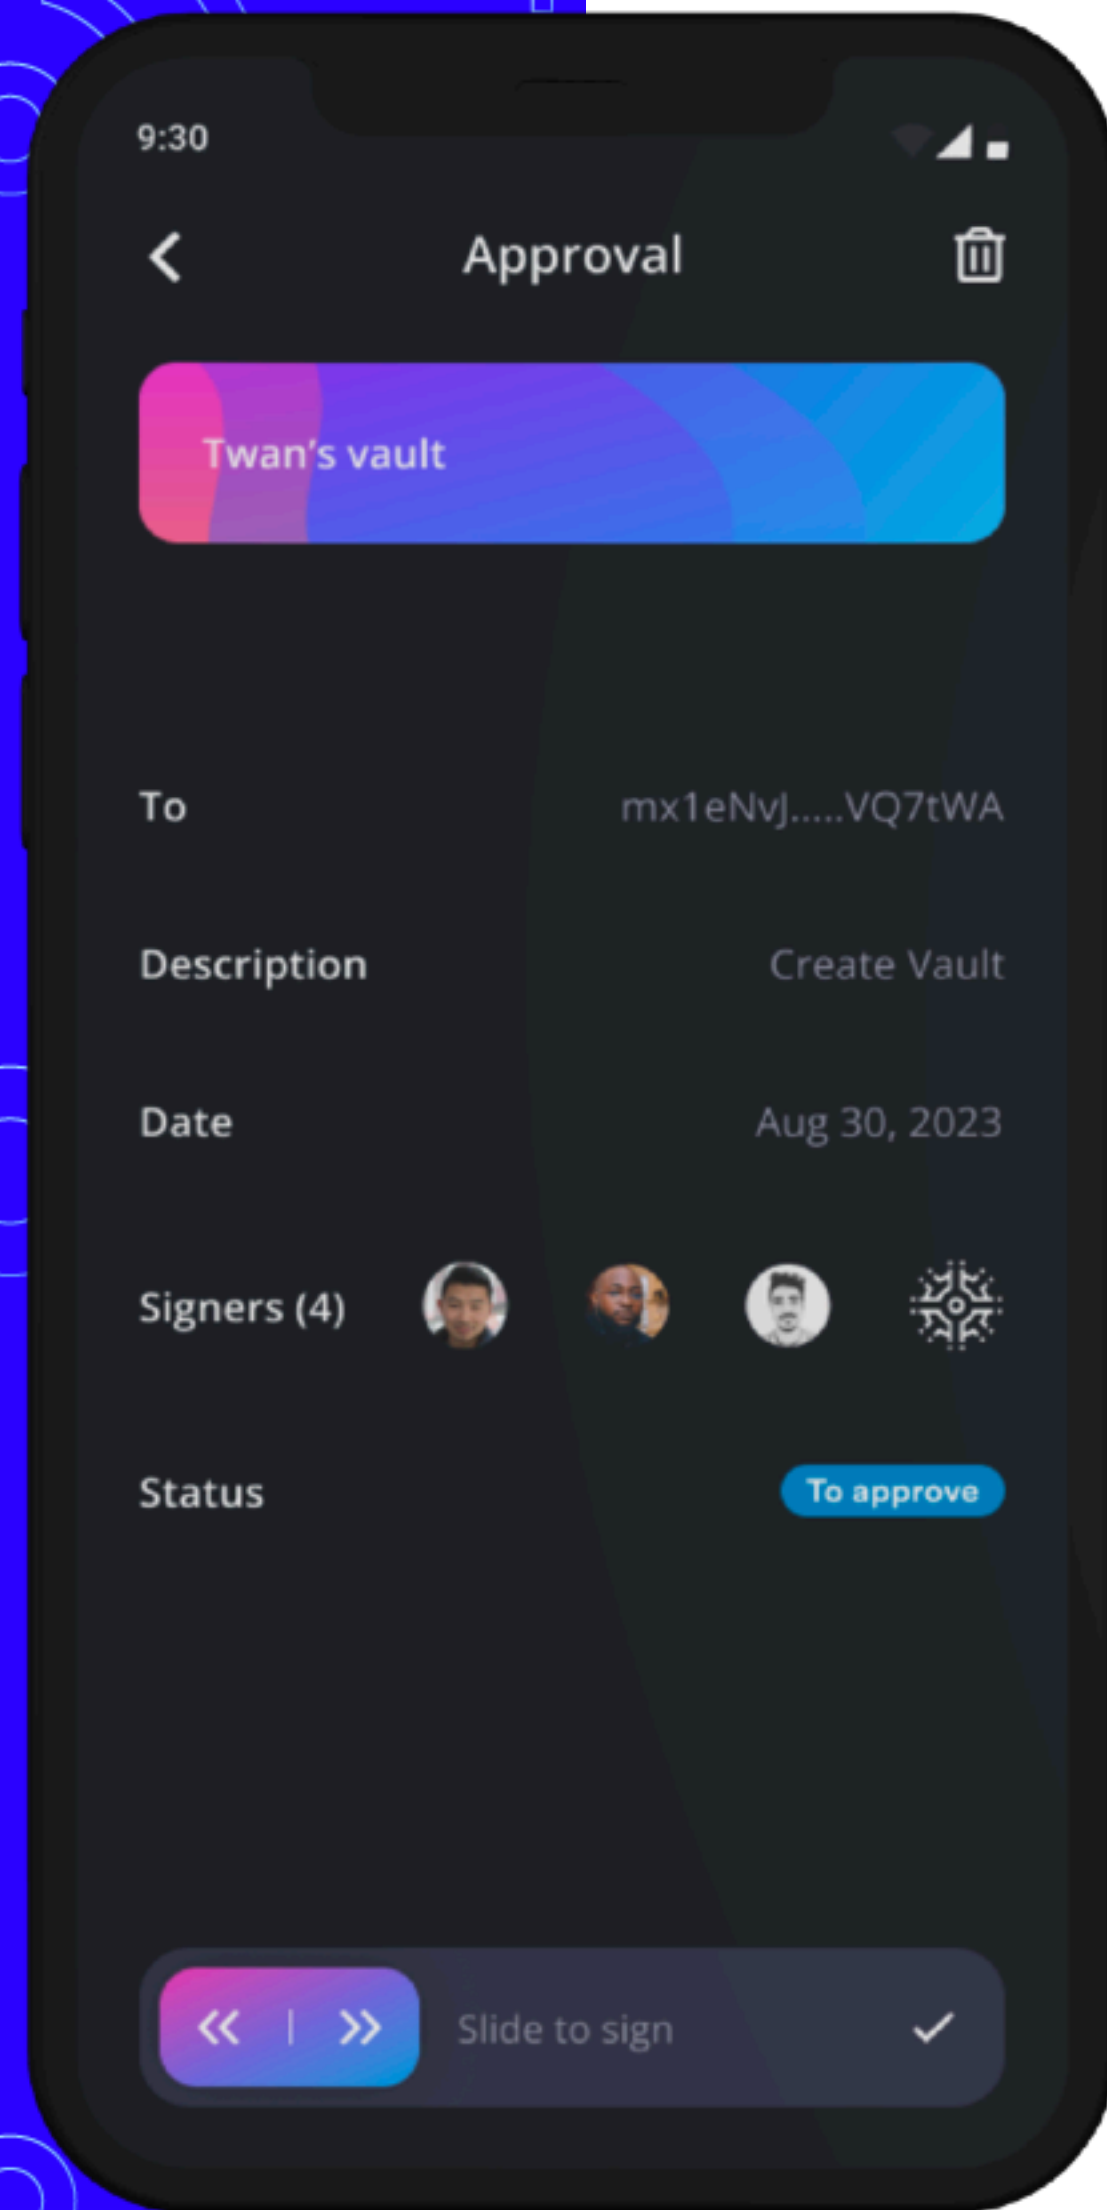 9:30
Approval
Twan's vault
To mx1eNvJ.....VQ7tWA
Description Create Vault
Date Aug 30, 2023
Signers (4)
Status To approve
Slide to sign